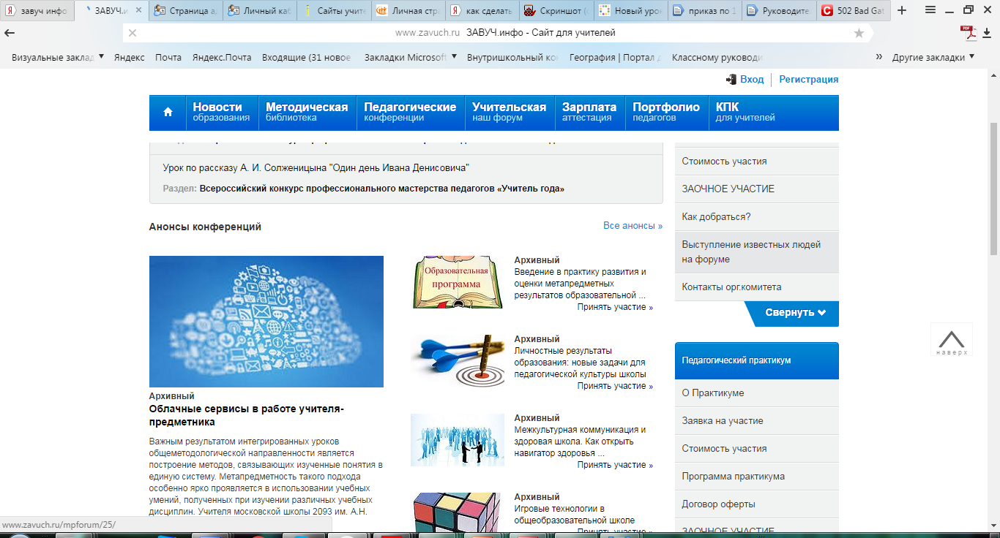 завуч инфо
ЗАВУЧ.и
Страница а
Личный каб
Сайты учите
Личная стра
как сделать
Скриншот (
Новый урок
приказ по 1
Руководите
502 Bad Gat
www.zavuch.ru ЗАВУЧ.инфо - Сайт для учителей
Визуальные заклад
Яндекс
Почта
Яндекс.Почта
Входящие (31 новое
Закладки Microsoft
Внутришкольный ко
География | Портал д
Классному руководи
» Другие закладки
Вход
Регистрация
Новости
образования
Методическая
библиотека
Педагогические
конференции
Учительская
наш форум
Зарплата
аттестация
Портфолио
педагогов
КПК
для учителей
Урок по рассказу А. И. Солженицына "Один день Ивана Денисовича"
Раздел: Всероссийский конкурс профессионального мастерства педагогов «Учитель года»
Анонсы конференций
Все анонсы »
Архивный
Облачные сервисы в работе учителя-
предметника
Важным результатом интегрированных уроков
общеметодологической направленности является
построение методов, связывающих изученные понятия в
единую систему. Метапредметность такого подхода
особенно ярко проявляется в использовании учебных
умений, полученных при изучении различных учебных
дисциплин. Учителя московской школы 2093 им. А.Н.
Образовательная
программа
Архивный
Введение в практику развития и
оценки метапредметных
результатов образовательной ...
Принять участие »
Архивный
Личностные результаты
образования: новые задачи для
педагогической культуры школы
Принять участие »
Архивный
Межкультурная коммуникация и
здоровая школа. Как открыть
навигатор здоровья ...
Принять участие »
Архивный
Игровые технологии в
общеобразовательной школе
Принять участие »
Стоимость участия
ЗАОЧНОЕ УЧАСТИЕ
Как добраться?
Выступление известных людей
на форуме
Контакты орг.комитета
Свернуть
Педагогический практикум
О Практикуме
Заявка на участие
Стоимость участия
Программа практикума
Договор оферты
ЗАОЧНОЕ УЧАСТИЕ
наверх
www.zavuch.ru/mpforum/25/